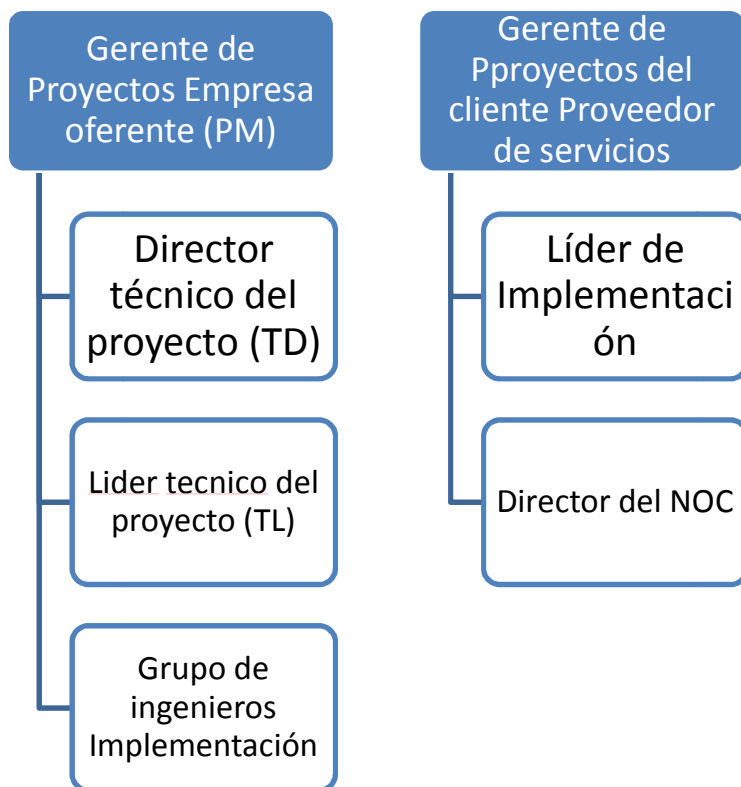 Gerente de
Proyectos Empresa
oferente (PM)
Director
técnico del
proyecto (TD)
Lider tecnico del
proyecto (TL)
Grupo de
ingenieros
Implementación
Gerente de
Pproyectos del
cliente Proveedor
de servicios
Líder de
Implementaci
ón
Director del NOC